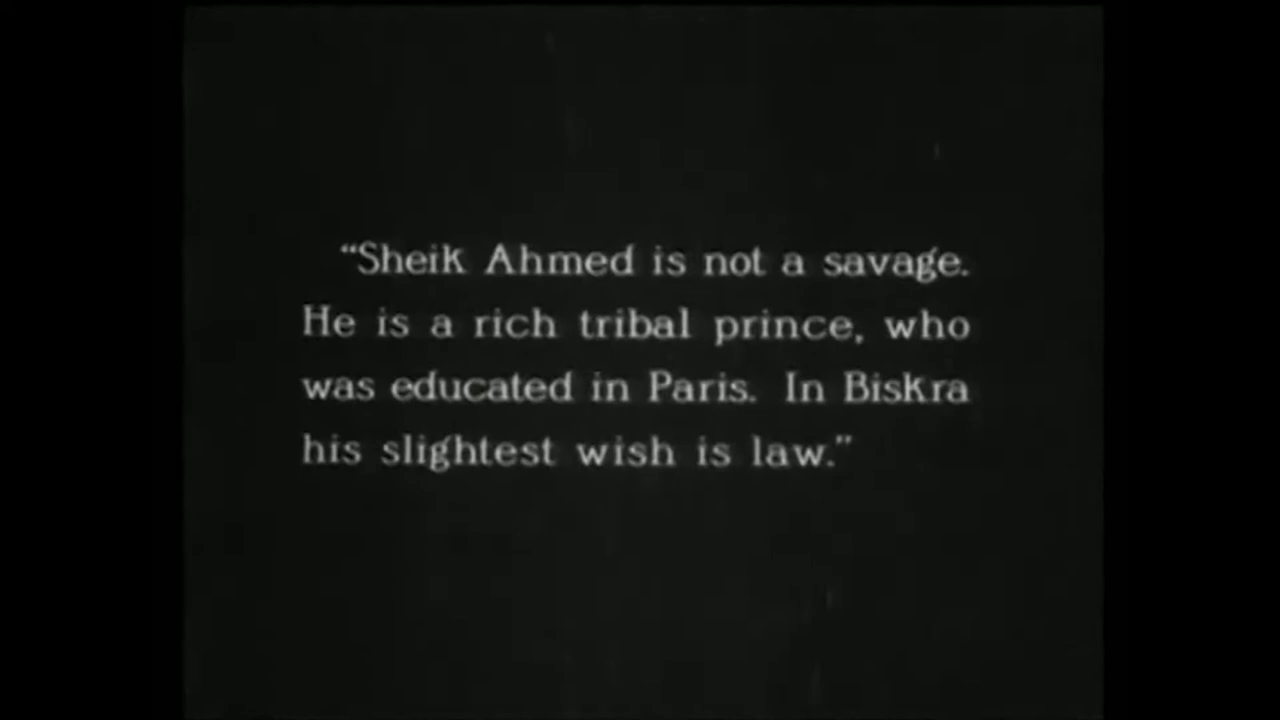 “Sheik Ahmed is not a savage.
He is a rich tribal prince, who
was educated in Paris. In Biskra
his slightest wish is law.”